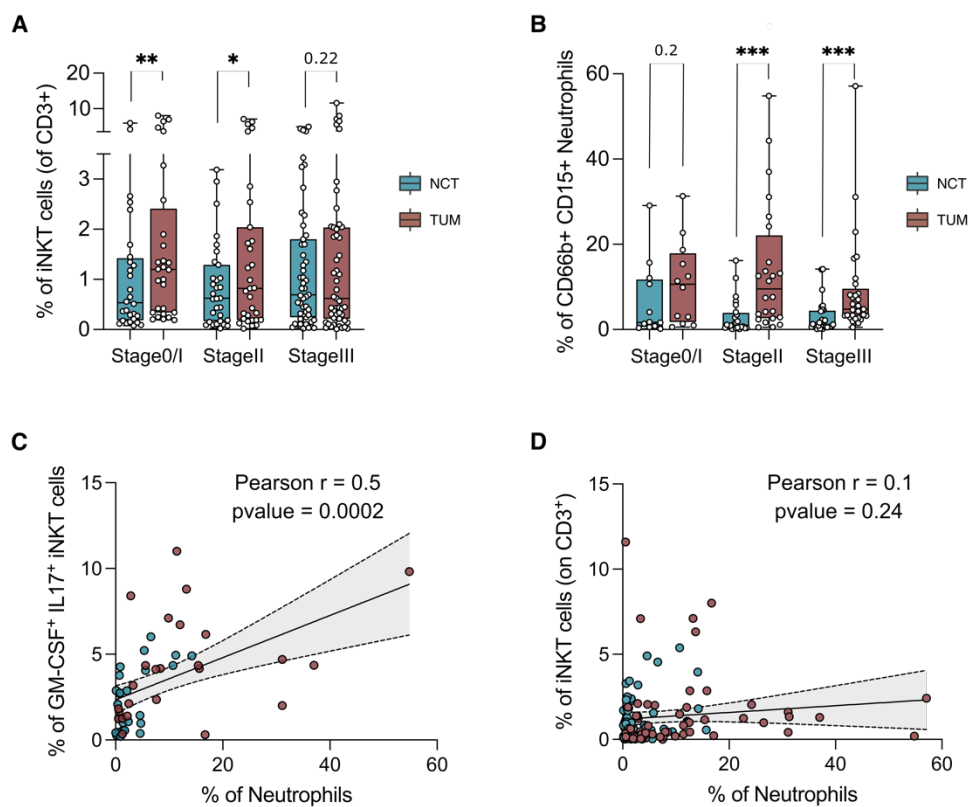 A
% of iNKT cells (of CD3+)
20
10
3
2
1
0
**
*
0.22
Stage0/I
StageII
StageIII
NCT
TUM
B
% of CD66b+ CD15+ Neutrophils
60
40
20
0
0.2
***
***
Stage0/I
StageII
StageIII
NCT
TUM
C
% of GM-CSF⁺ IL17⁺ iNKT cells
Pearson r = 0.5
pvalue = 0.0002
15
10
5
0
0
20
40
60
% of Neutrophils
D
% of iNKT cells (on CD3⁺)
Pearson r = 0.1
pvalue = 0.24
15
10
5
0
0
20
40
60
% of Neutrophils